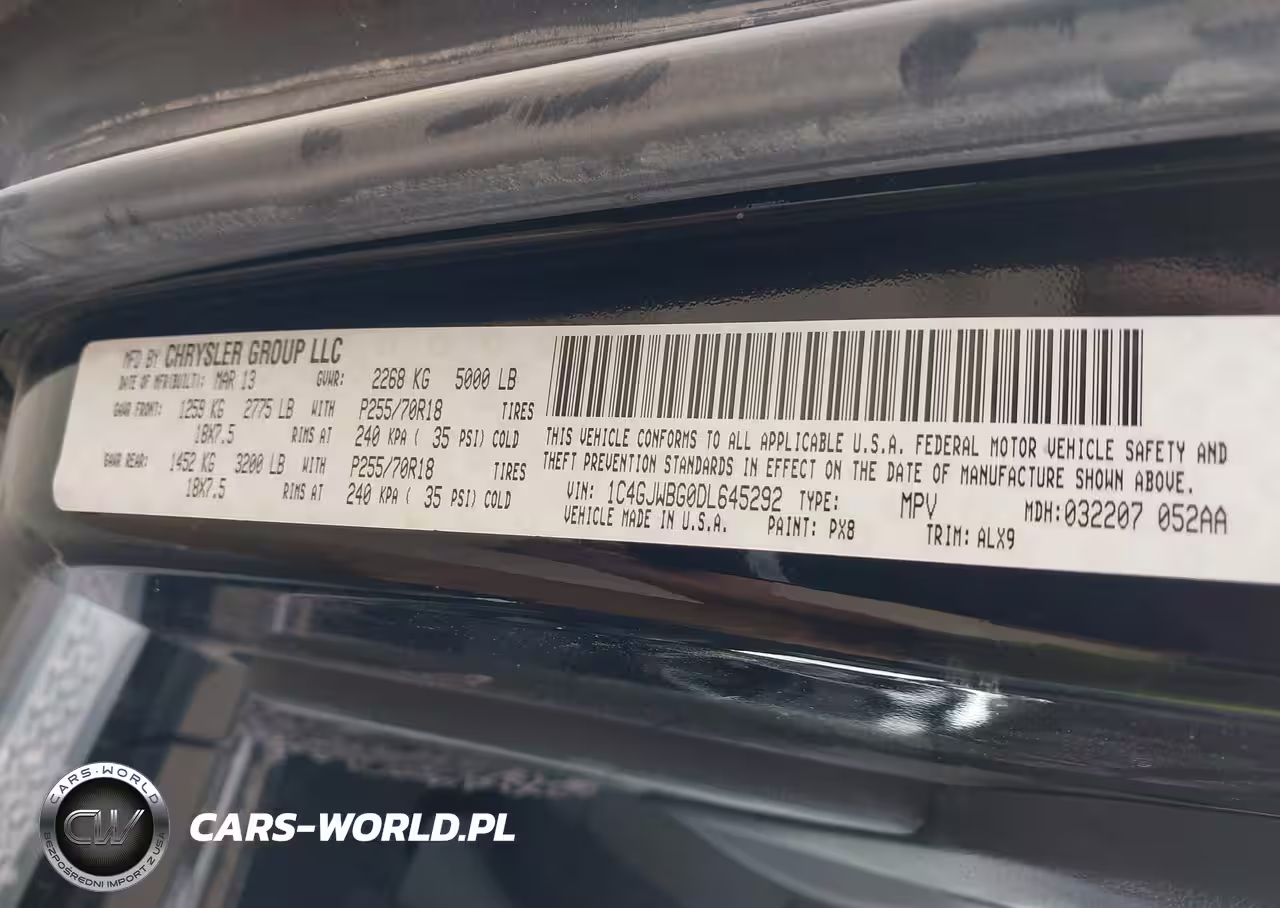 MFD BY CHRYSLER GROUP LLC
DATE OF MFR(BUILT): MAR 13 GVWR: 2268 KG 5000 LB
GAWR FRONT: 1259 KG 2775 LB WITH P255/70R18 TIRES
18X7.5 RIMS AT 240 KPA ( 35 PSI) COLD
GAWR REAR: 1452 KG 3200 LB WITH P255/70R18 TIRES
18X7.5 RIMS AT 240 KPA ( 35 PSI) COLD
THIS VEHICLE CONFORMS TO ALL APPLICABLE U.S.A. FEDERAL MOTOR VEHICLE SAFETY AND
THEFT PREVENTION STANDARDS IN EFFECT ON THE DATE OF MANUFACTURE SHOWN ABOVE.
VIN: 1C4GJWBG0DL645292 TYPE: MPV MDH:032207 052AA
VEHICLE MADE IN U.S.A. PAINT: PX8 TRIM: ALX9
CARS-WORLD
CW
BEZPOŚREDNI IMPORT Z USA
CARS-WORLD.PL